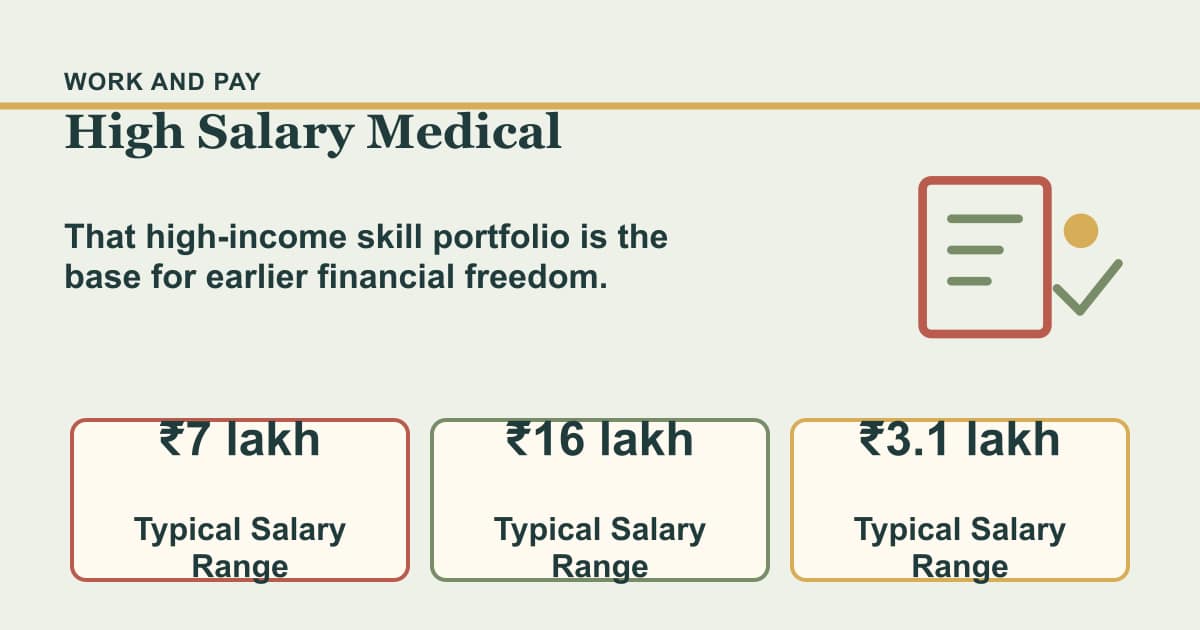 WORK AND PAY
High Salary Medical
That high-income skill portfolio is the
base for earlier financial freedom.
₹7 lakh
Typical Salary
Range
₹16 lakh
Typical Salary
Range
₹3.1 lakh
Typical Salary
Range